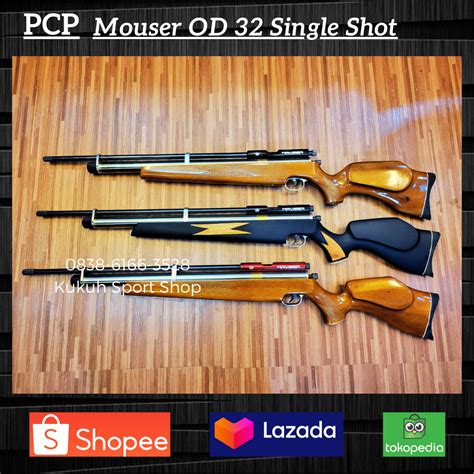 PCP Mouser OD 32 Single Shot
0838-6166-3528
Kukuh Sport Shop
Shopee
Lazada
tokopedia